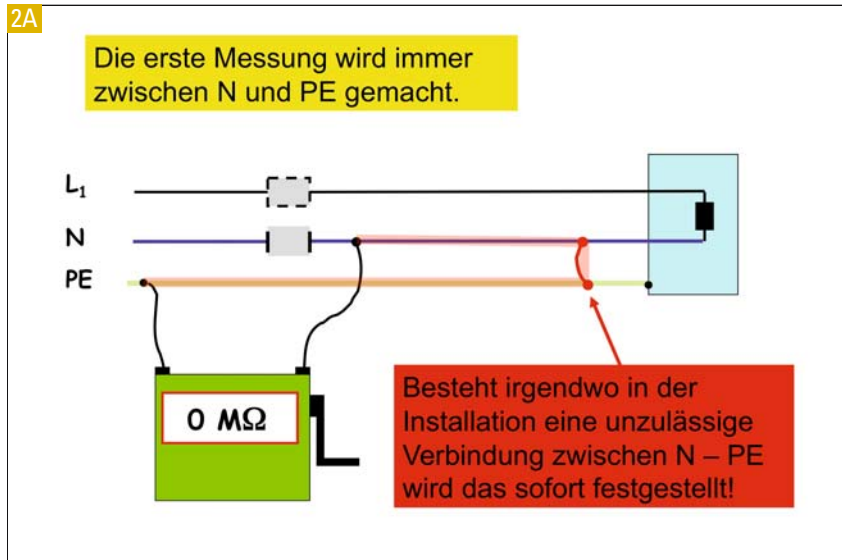 2A
Die erste Messung wird immer
zwischen N und PE gemacht.
L₁
N
PE
0 MΩ
Besteht irgendwo in der
Installation eine unzulässige
Verbindung zwischen N – PE
wird das sofort festgestellt!